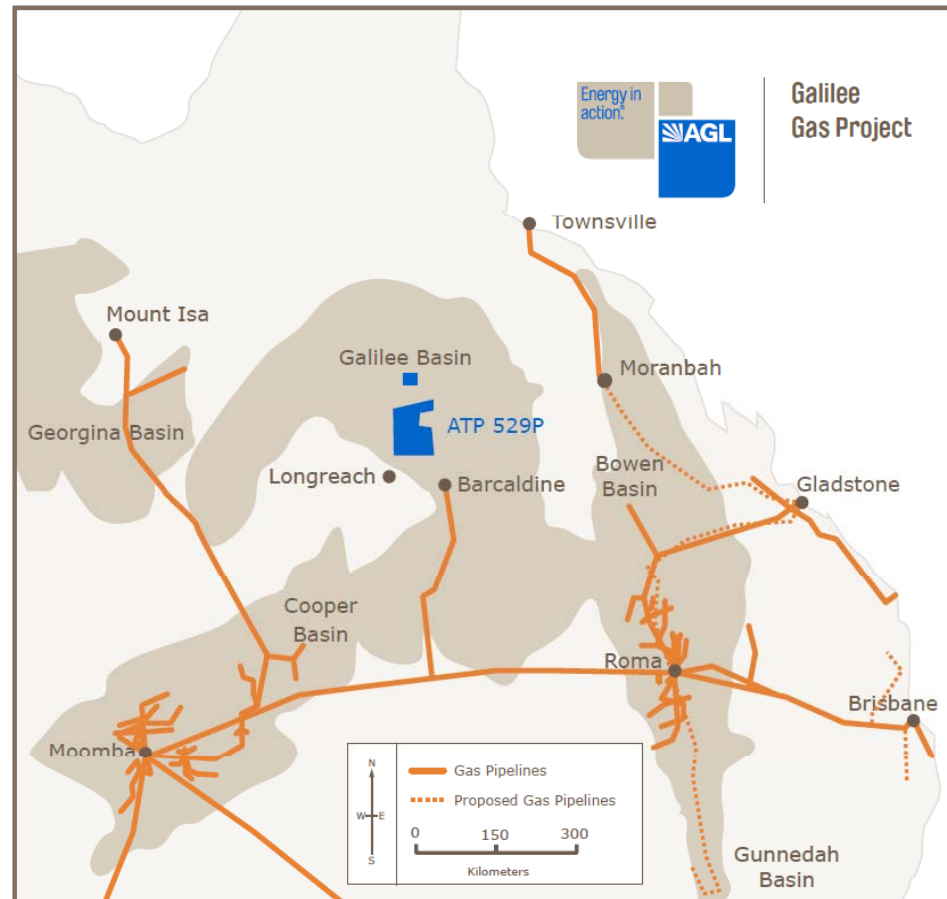 Energy in
action.®
AGL
Galilee
Gas Project
Townsville
Mount Isa
Galilee Basin
Moranbah
ATP 529P
Georgina Basin
Longreach
Barcaldine
Bowen
Basin
Gladstone
Cooper
Basin
Roma
Brisbane
Moomba
N
W
E
S
Gas Pipelines
Proposed Gas Pipelines
0
150
300
Kilometers
Gunnedah
Basin